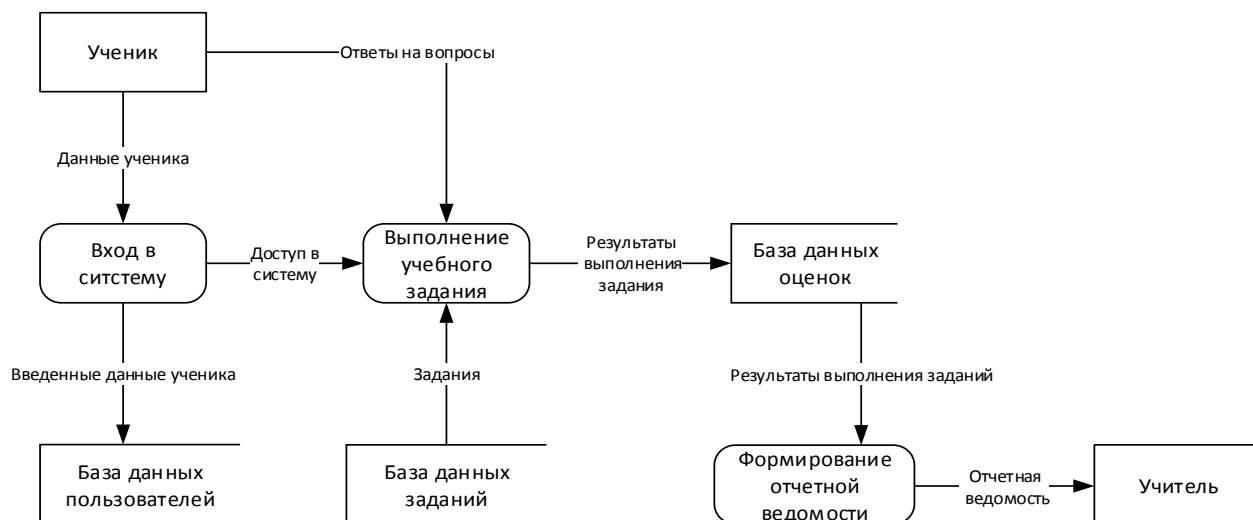 Ученик
Ответы на вопросы
Данные ученика
Вход в
ситстему
Доступ в
систему
Выполнение
учебного
задания
Результаты
выполнения
задания
База данных
оценок
Введенные данные ученика
Задания
Результаты выполнения заданий
База данных
пользователей
База данных
заданий
Формирование
отчетной
ведомости
Отчетная
ведомость
Учитель